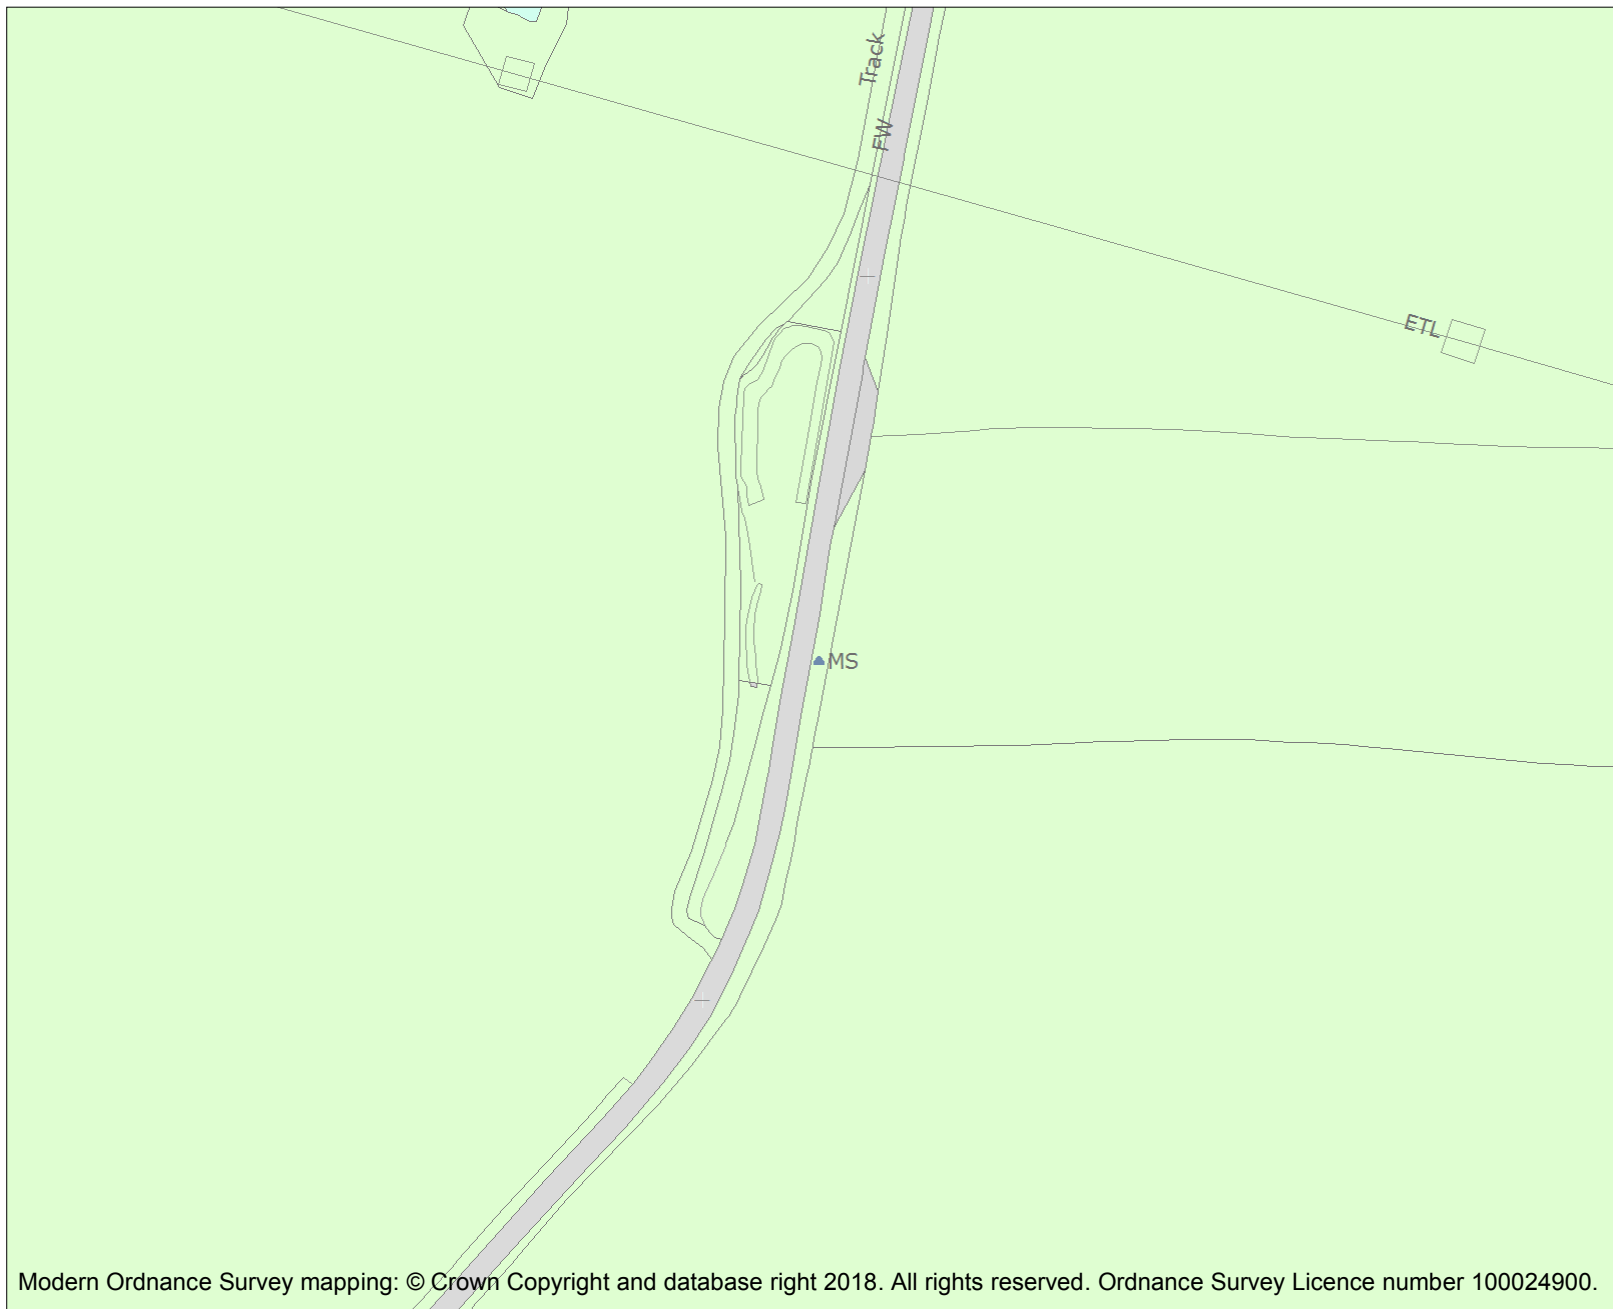 Track
FW
ETL
MS
Modern Ordnance Survey mapping: © Crown Copyright and database right 2018. All rights reserved. Ordnance Survey Licence number 100024900.